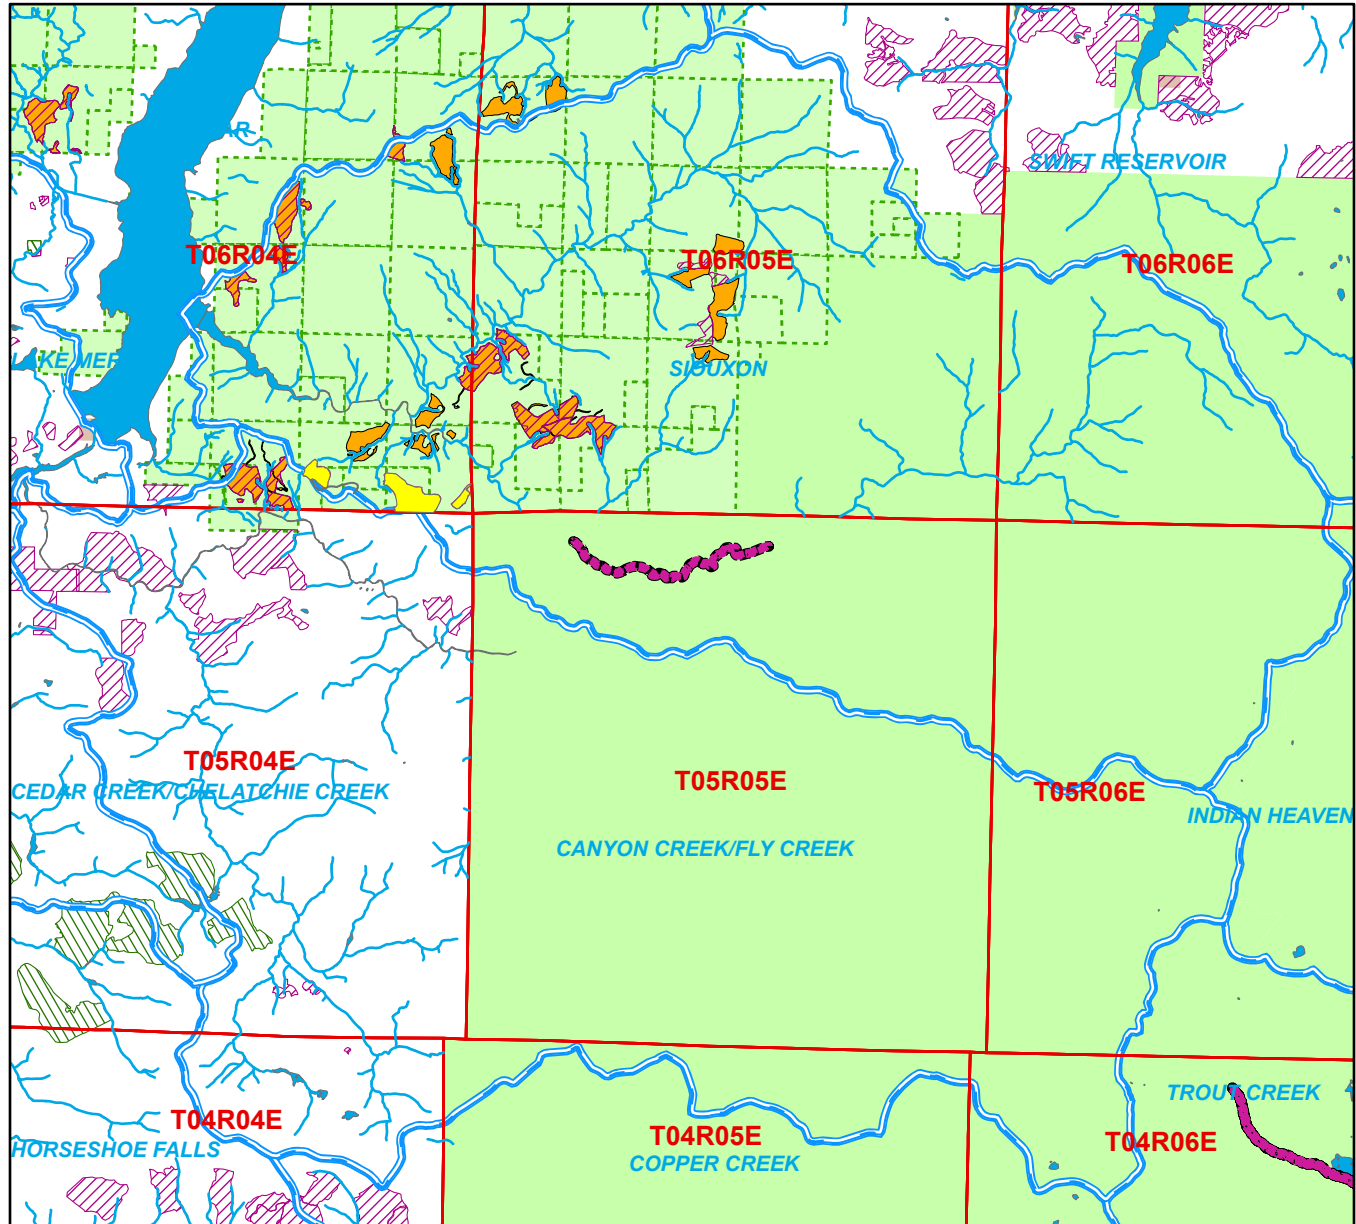 SWIFT RESERVOIR
T06R04E
T06R05E
T06R06E
LAKE MER
SIOUXON
T05R04E
CEDAR CREEK/CHELATCHIE CREEK
T05R05E
T05R06E
INDIAN HEAVEN
CANYON CREEK/FLY CREEK
TROUT CREEK
T04R04E
HORSESHOE FALLS
T04R05E
COPPER CREEK
T04R06E